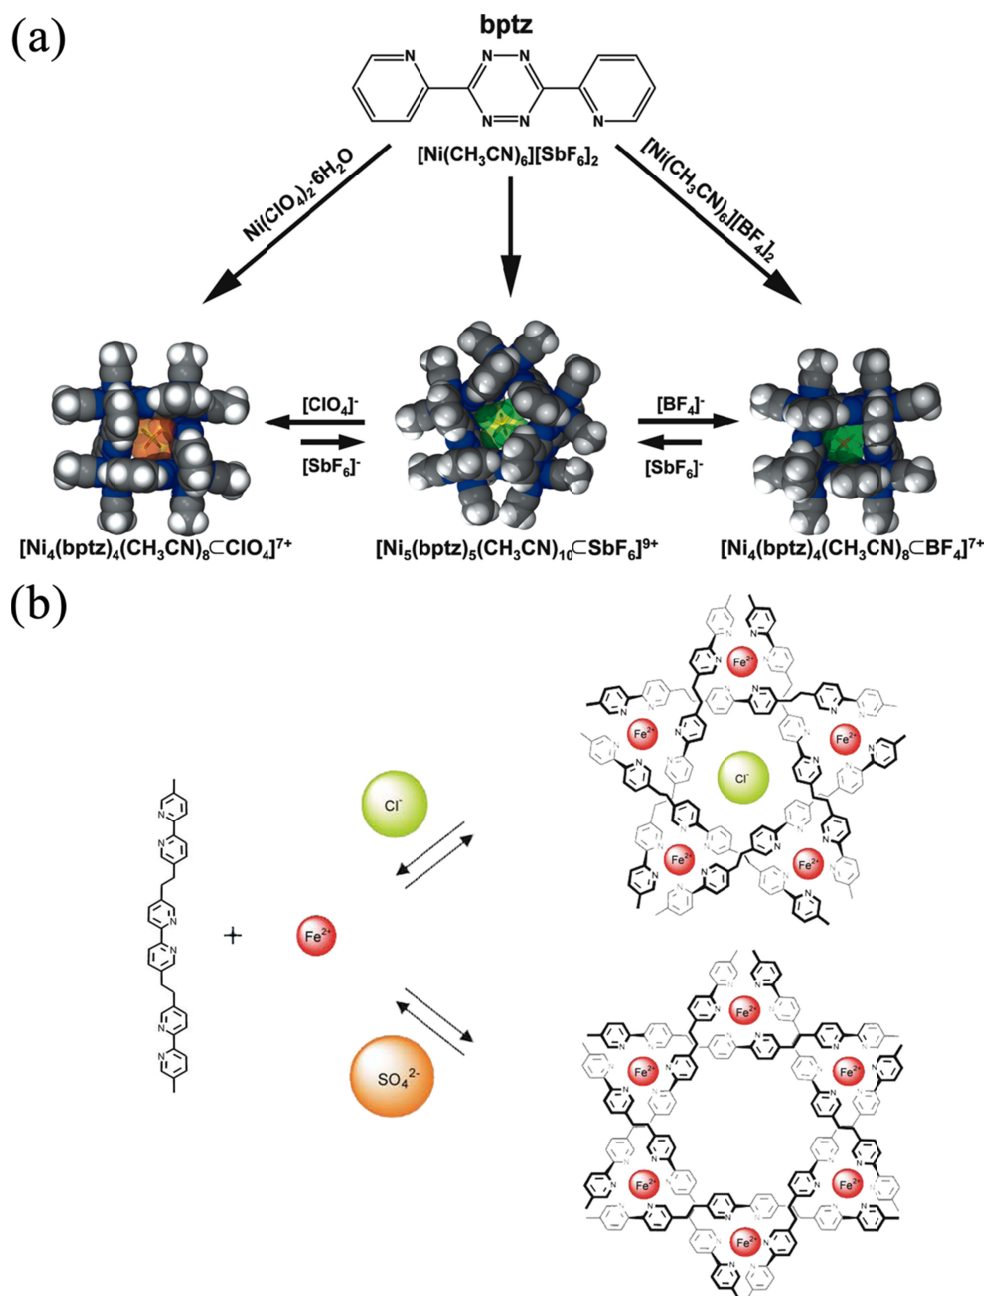 (a)
bptz
N N N N N N
[Ni(CH₃CN)₆][SbF₆]₂
Ni(ClO₄)₂·6H₂O
[Ni(CH₃CN)₆][BF₄]₂
[ClO₄]⁻
[SbF₆]⁻
[BF₄]⁻
[SbF₆]⁻
[Ni₄(bptz)₄(CH₃CN)₈⊂ClO₄]⁷⁺
[Ni₅(bptz)₅(CH₃CN)₁₀⊂SbF₆]⁹⁺
[Ni₄(bptz)₄(CH₃CN)₈⊂BF₄]⁷⁺
(b)
Fe²⁺
Fe²⁺
Fe²⁺
Cl⁻
Cl⁻
Fe²⁺
Fe²⁺
+
Fe²⁺
Fe²⁺
Fe²⁺
Fe²⁺
SO₄²⁻
Fe²⁺
Fe²⁺
Fe²⁺